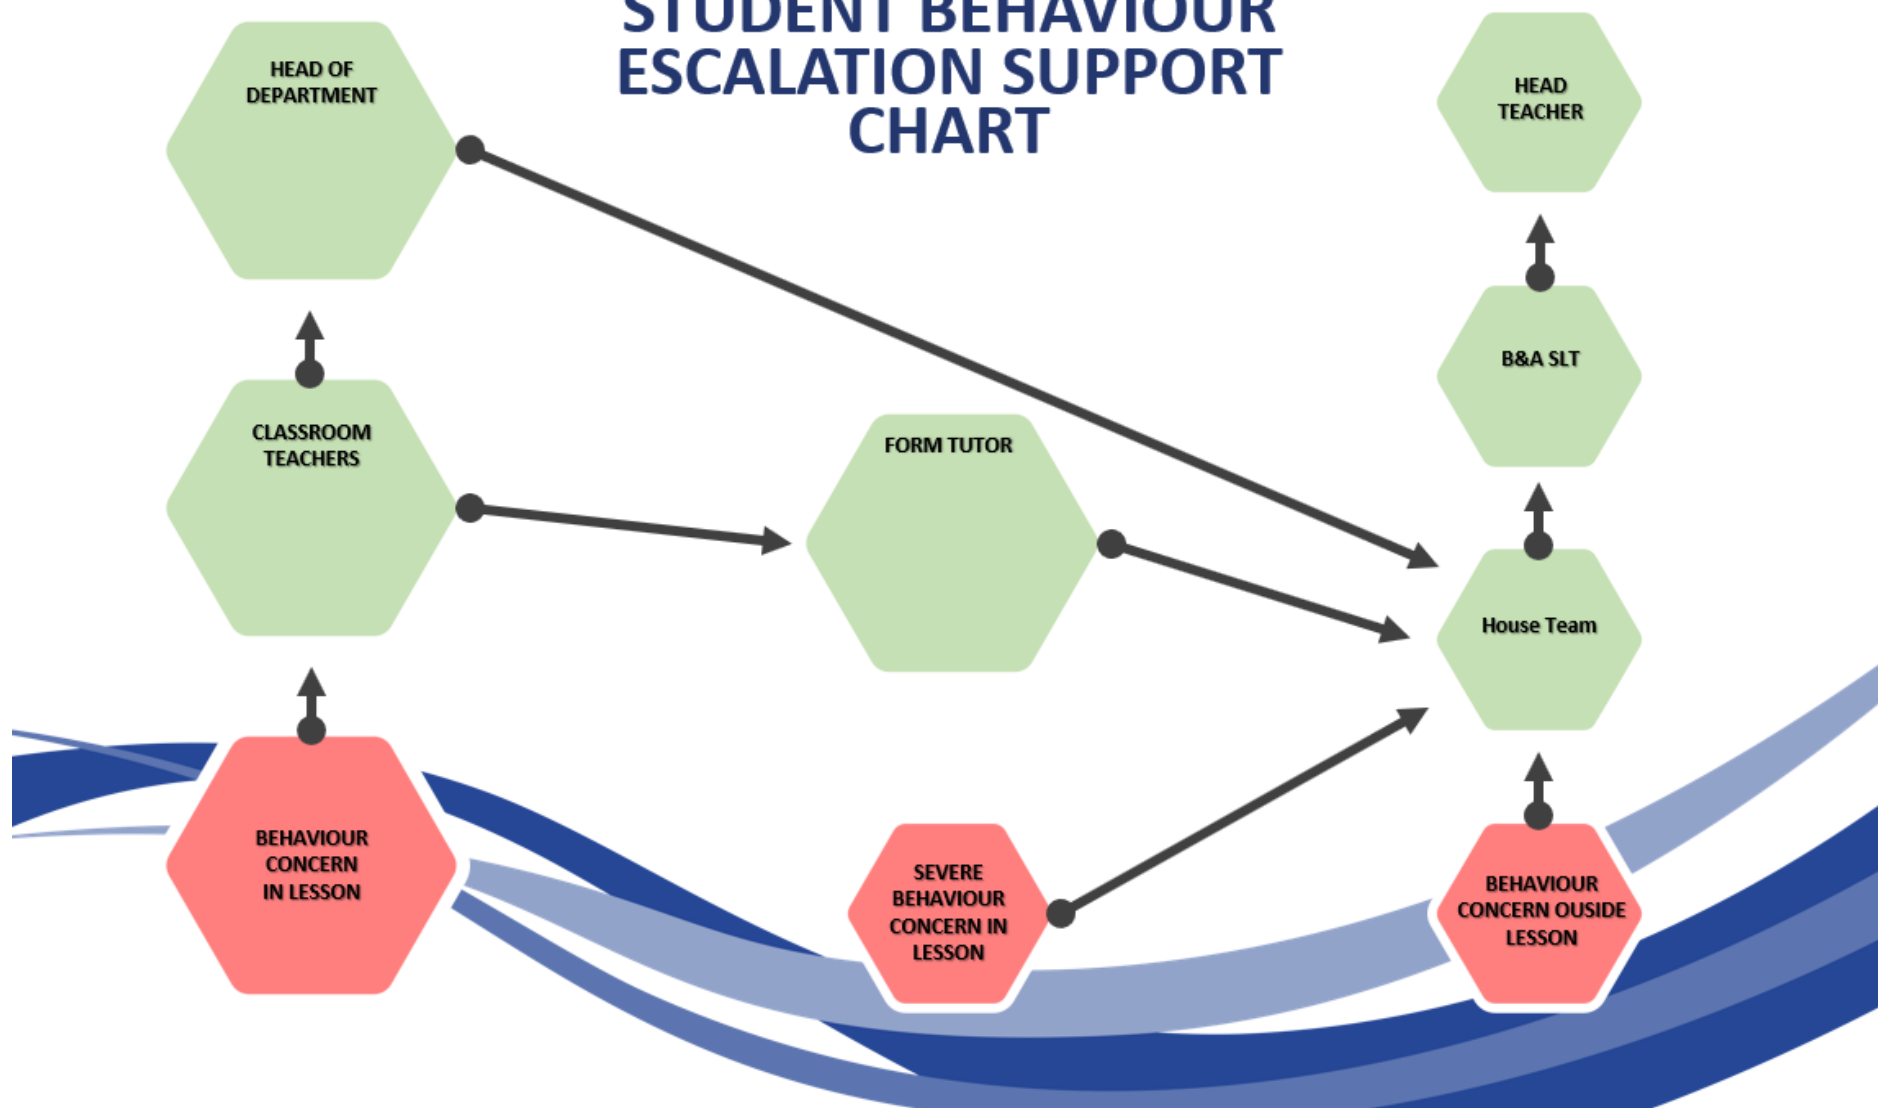 STUDENT BEHAVIOUR
ESCALATION SUPPORT
CHART
HEAD OF
DEPARTMENT
HEAD
TEACHER
B&A SLT
CLASSROOM
TEACHERS
FORM TUTOR
House Team
BEHAVIOUR
CONCERN
IN LESSON
SEVERE
BEHAVIOUR
CONCERN IN
LESSON
BEHAVIOUR
CONCERN OUSIDE
LESSON